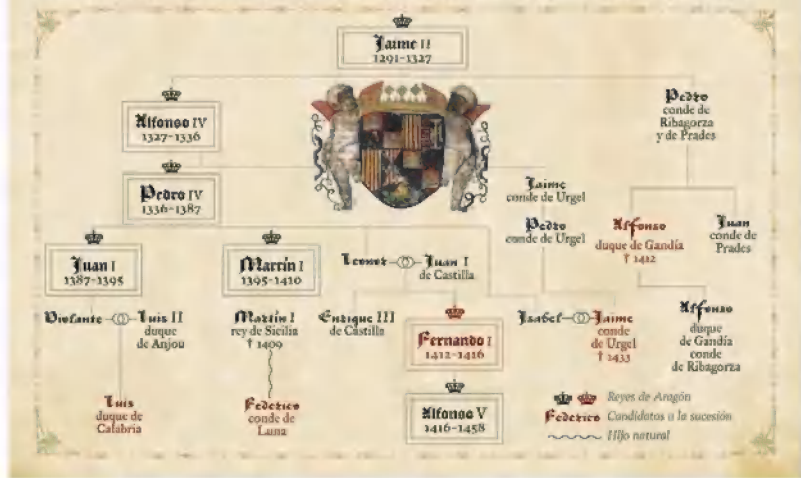 Jaime II
1291-1327
Alfonso IV
1327-1336
Pedro
conde de
Ribagorza
y de Prades
Pedro IV
1336-1387
Jaime
conde de Urgel
Pedro
conde de Urgel
Alfonso
duque de Gandía
† 1412
Juan
conde de
Prades
Juan I
1387-1395
Martín I
1395-1410
Leonor
Juan I
de Castilla
Violante
Luis II
duque
de Anjou
Martín I
rey de Sicilia
† 1409
Enrique III
de Castilla
Fernando I
1412-1416
Isabel
Jaime
conde
de Urgel
† 1433
Alfonso
duque
de Gandía
conde
de Ribagorza
Luis
duque de
Calabria
Federico
conde de
Luna
Alfonso V
1416-1458
Reyes de Aragón
Federico Candidatos a la sucesión
Hijo natural